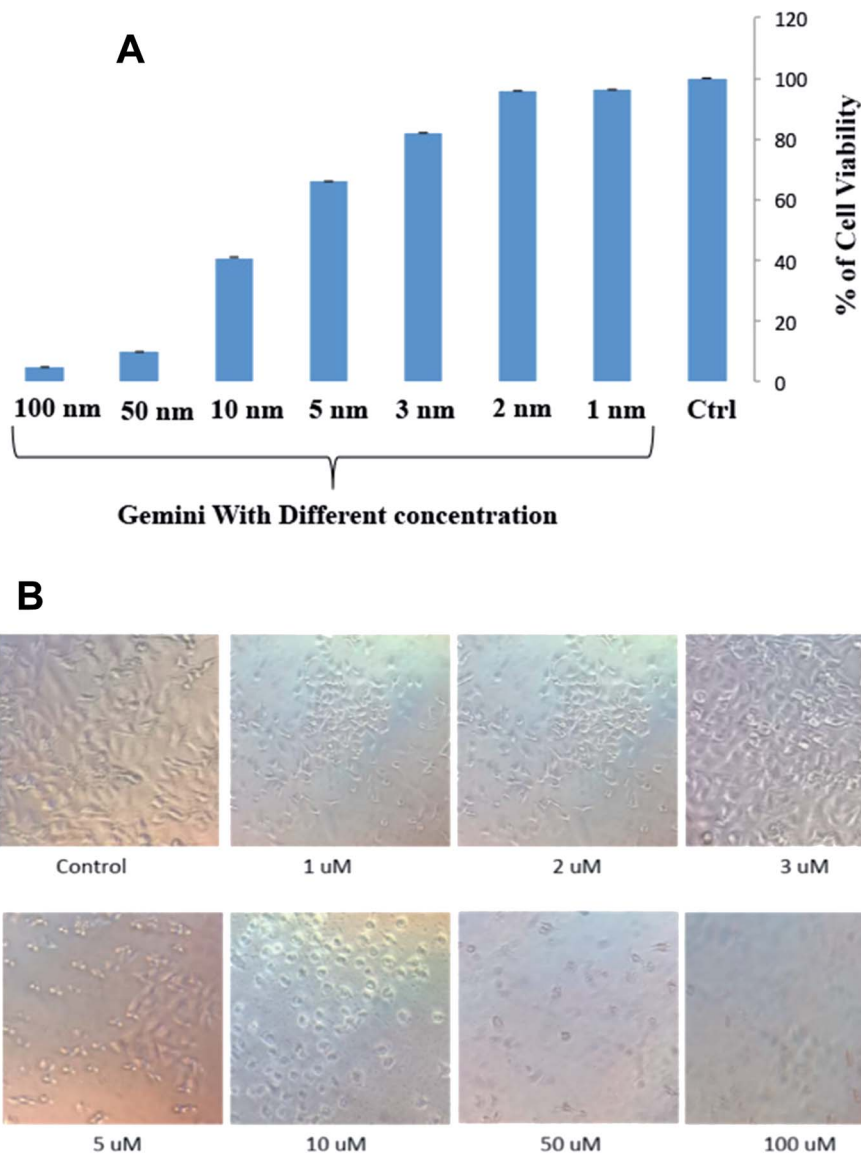 A
120
100
80
60
40
20
0
% of Cell Viability
100 nm 50 nm 10 nm 5 nm 3 nm 2 nm 1 nm Ctrl
Gemini With Different concentration
B
Control 1 uM 2 uM 3 uM
5 uM 10 uM 50 uM 100 uM